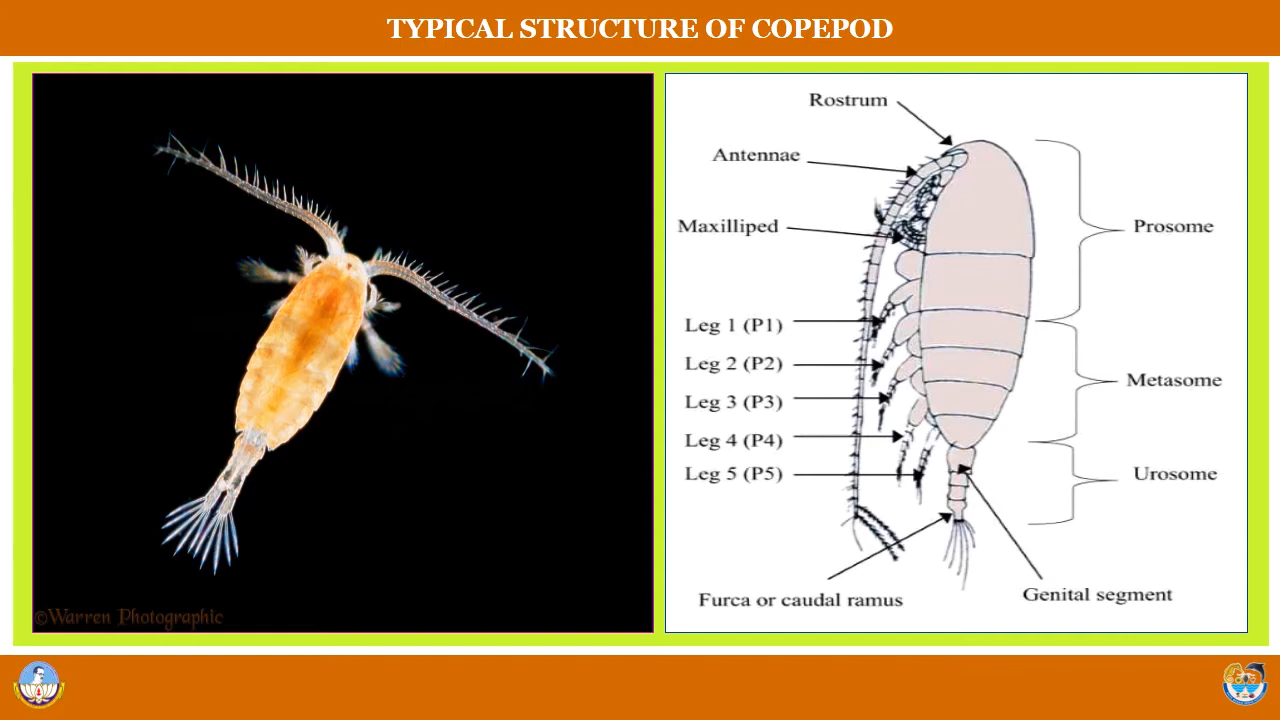 TYPICAL STRUCTURE OF COPEPOD
©Warren Photographic
Rostrum
Antennae
Maxilliped
Leg 1 (P1)
Leg 2 (P2)
Leg 3 (P3)
Leg 4 (P4)
Leg 5 (P5)
Furca or caudal ramus
Genital segment
Prosome
Metasome
Urosome